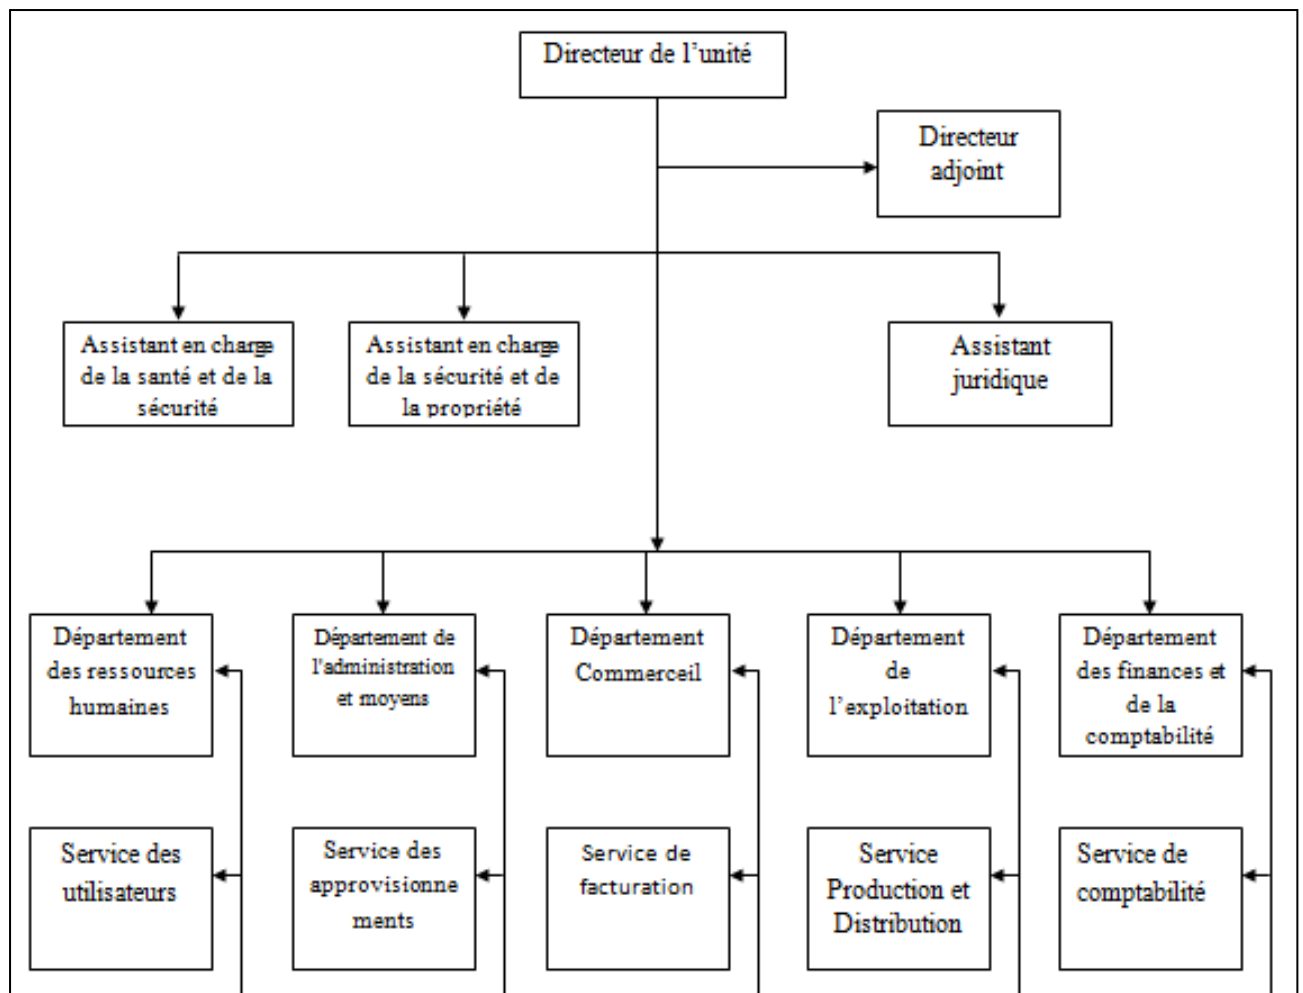 Directeur de l’unité
Directeur
adjoint
Assistant en charge
de la santé et de la
sécurité
Assistant en charge
de la sécurité et de
la propriété
Assistant
juridique
Département
des ressources
humaines
Département de
l'administration
et moyens
Département
Commerceil
Département
de
l’exploitation
Département
des finances et
de la
comptabilité
Service des
utilisateurs
Service des
approvisionne
ments
Service de
facturation
Service
Production et
Distribution
Service de
comptabilité